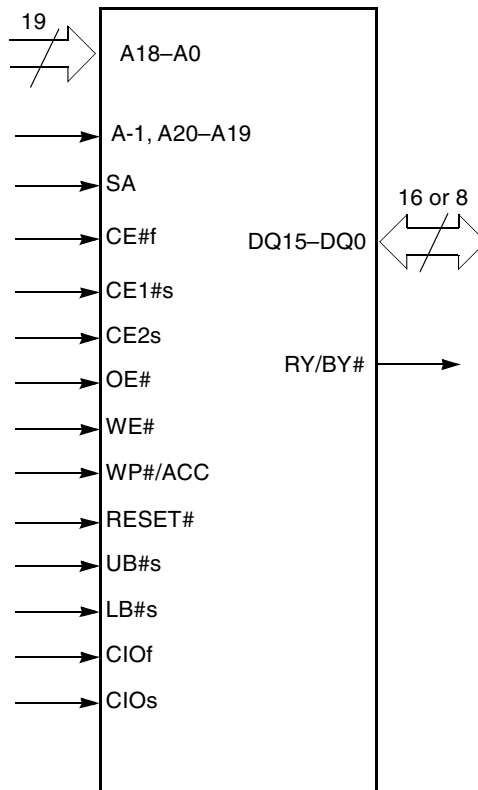 19
A18–A0
A-1, A20–A19
SA
16 or 8
CE#f
DQ15–DQ0
CE1#s
CE2s
RY/BY#
OE#
WE#
WP#/ACC
RESET#
UB#s
LB#s
CIOf
CIOs